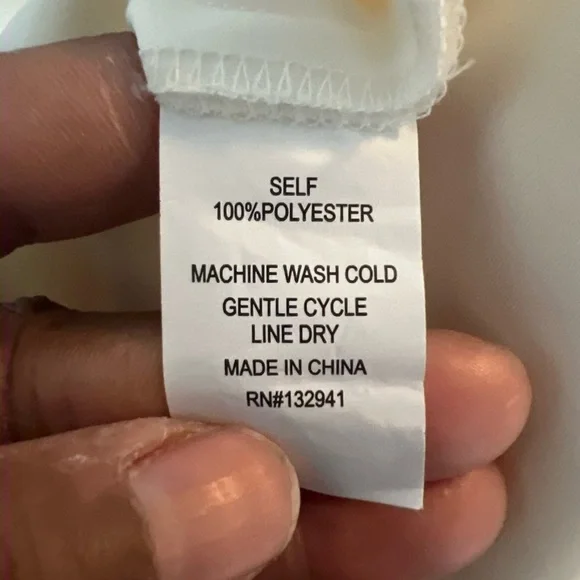 SELF
100%POLYESTER
MACHINE WASH COLD
GENTLE CYCLE
LINE DRY
MADE IN CHINA
RN#132941